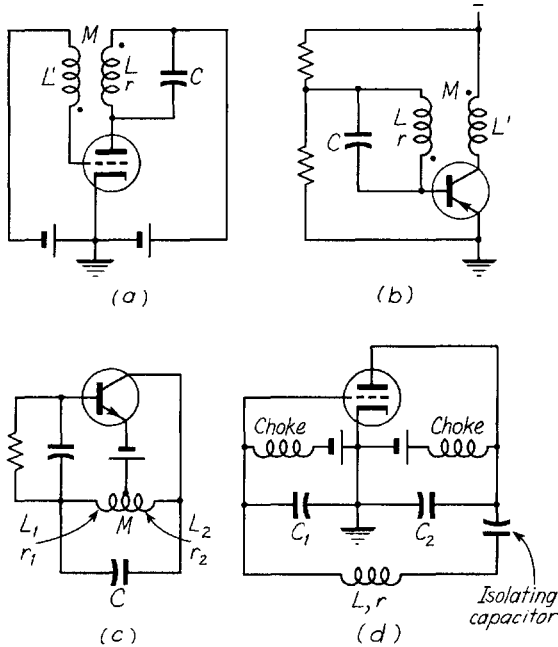 M
L'
L
r
C
(a)
–
M
L
r
L'
C
(b)
L₁
r₁
M
L₂
r₂
C
(c)
Choke
Choke
C₁
C₂
L, r
Isolating
capacitor
(d)